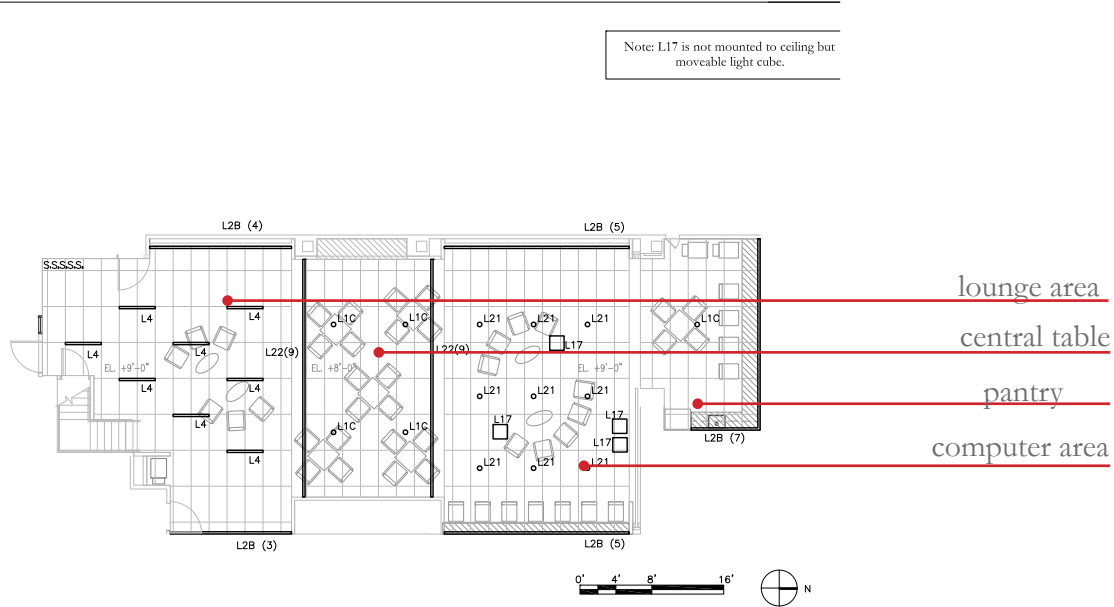 Note: L17 is not mounted to ceiling but
moveable light cube.
L2B (4)
L2B (5)
S.S.S.S.S.
lounge area
L4
L4
L1C
L1C
L21
L21
L21
L1C
central table
L4
L4
L22(9)
L22(9)
L17
EL. +9'-0"
EL. +8'-0"
EL. +9'-0"
L4
L4
L21
L21
L21
pantry
L4
L1C
L1C
L17
L17
L2B (7)
L17
computer area
L4
L21
L21
L21
L2B (3)
L2B (5)
0' 4' 8' 16'
N